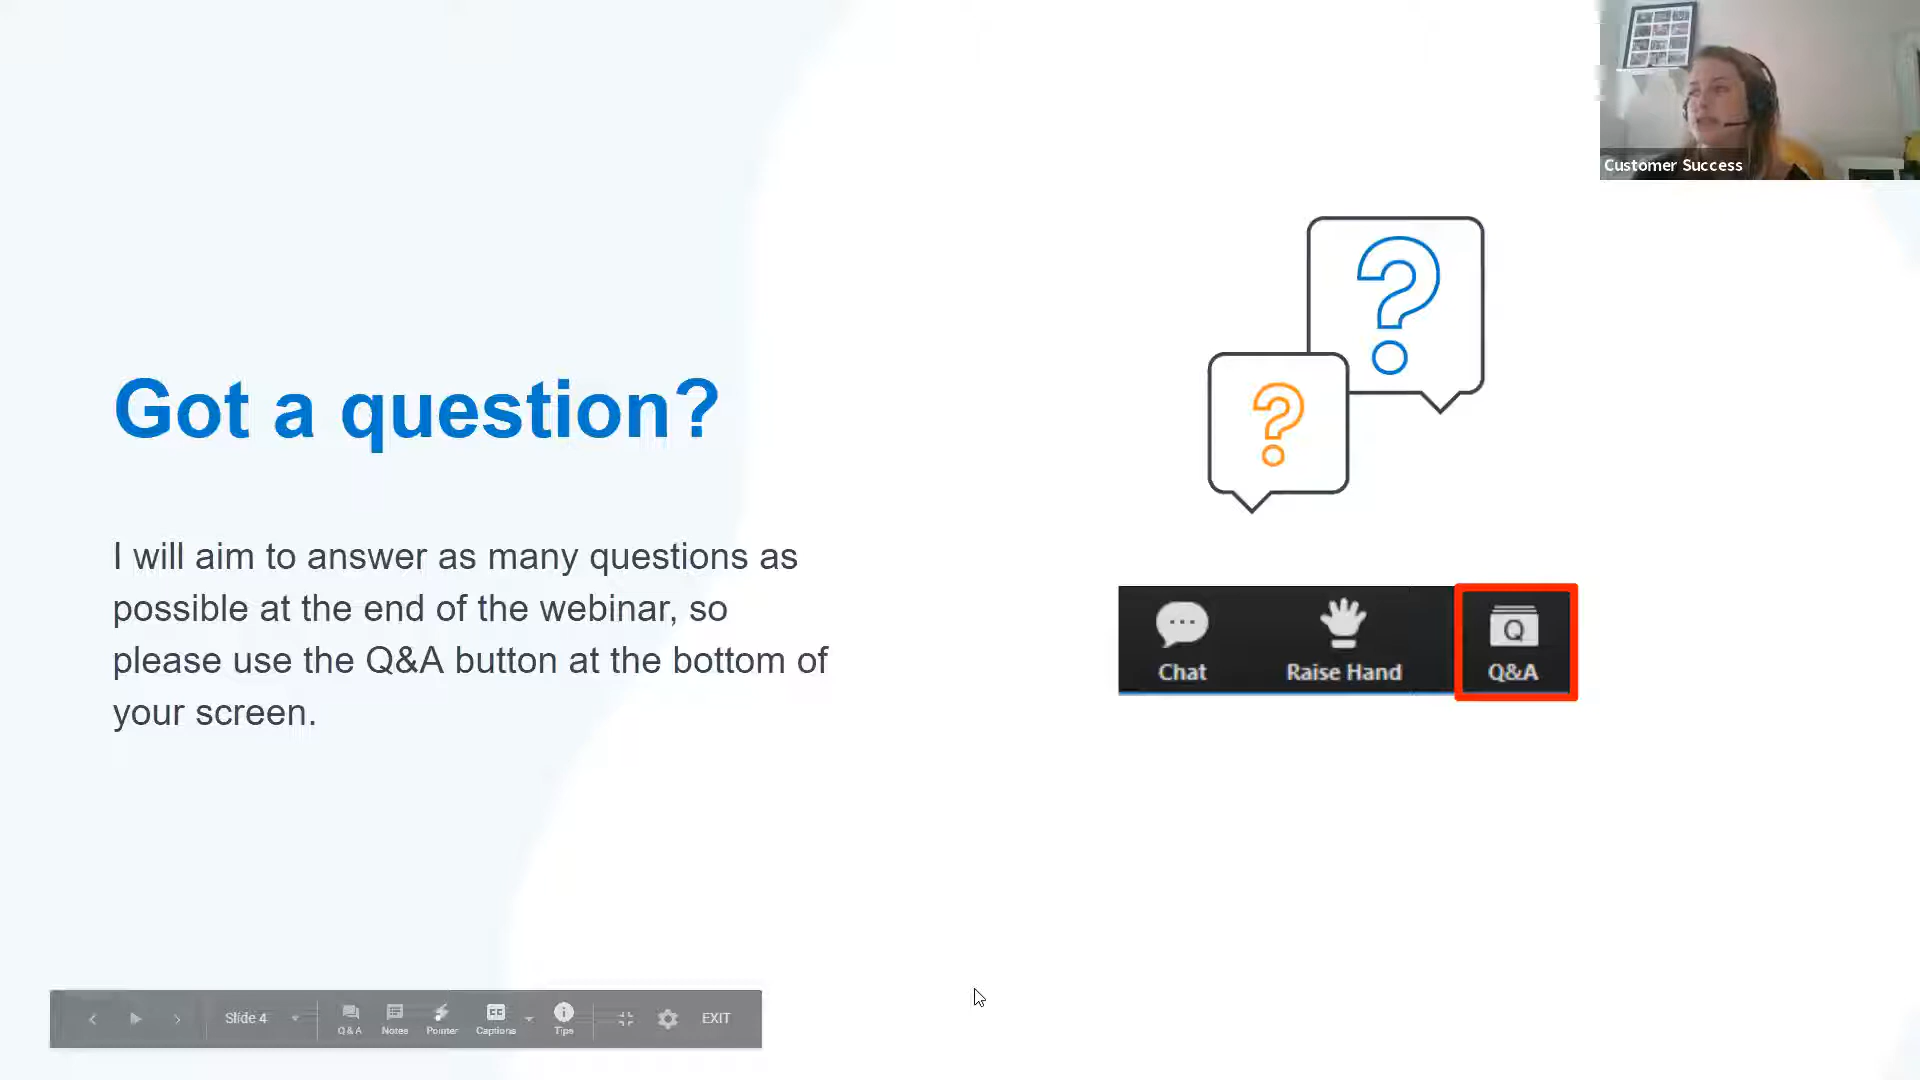 Customer Success
?
?
Got a question?
I will aim to answer as many questions as
possible at the end of the webinar, so
please use the Q&A button at the bottom of
your screen.
Q
Chat
Raise Hand
Q&A
Slide 4
Q&A
Notes
Pointer
CC
Captions
Tips
EXIT